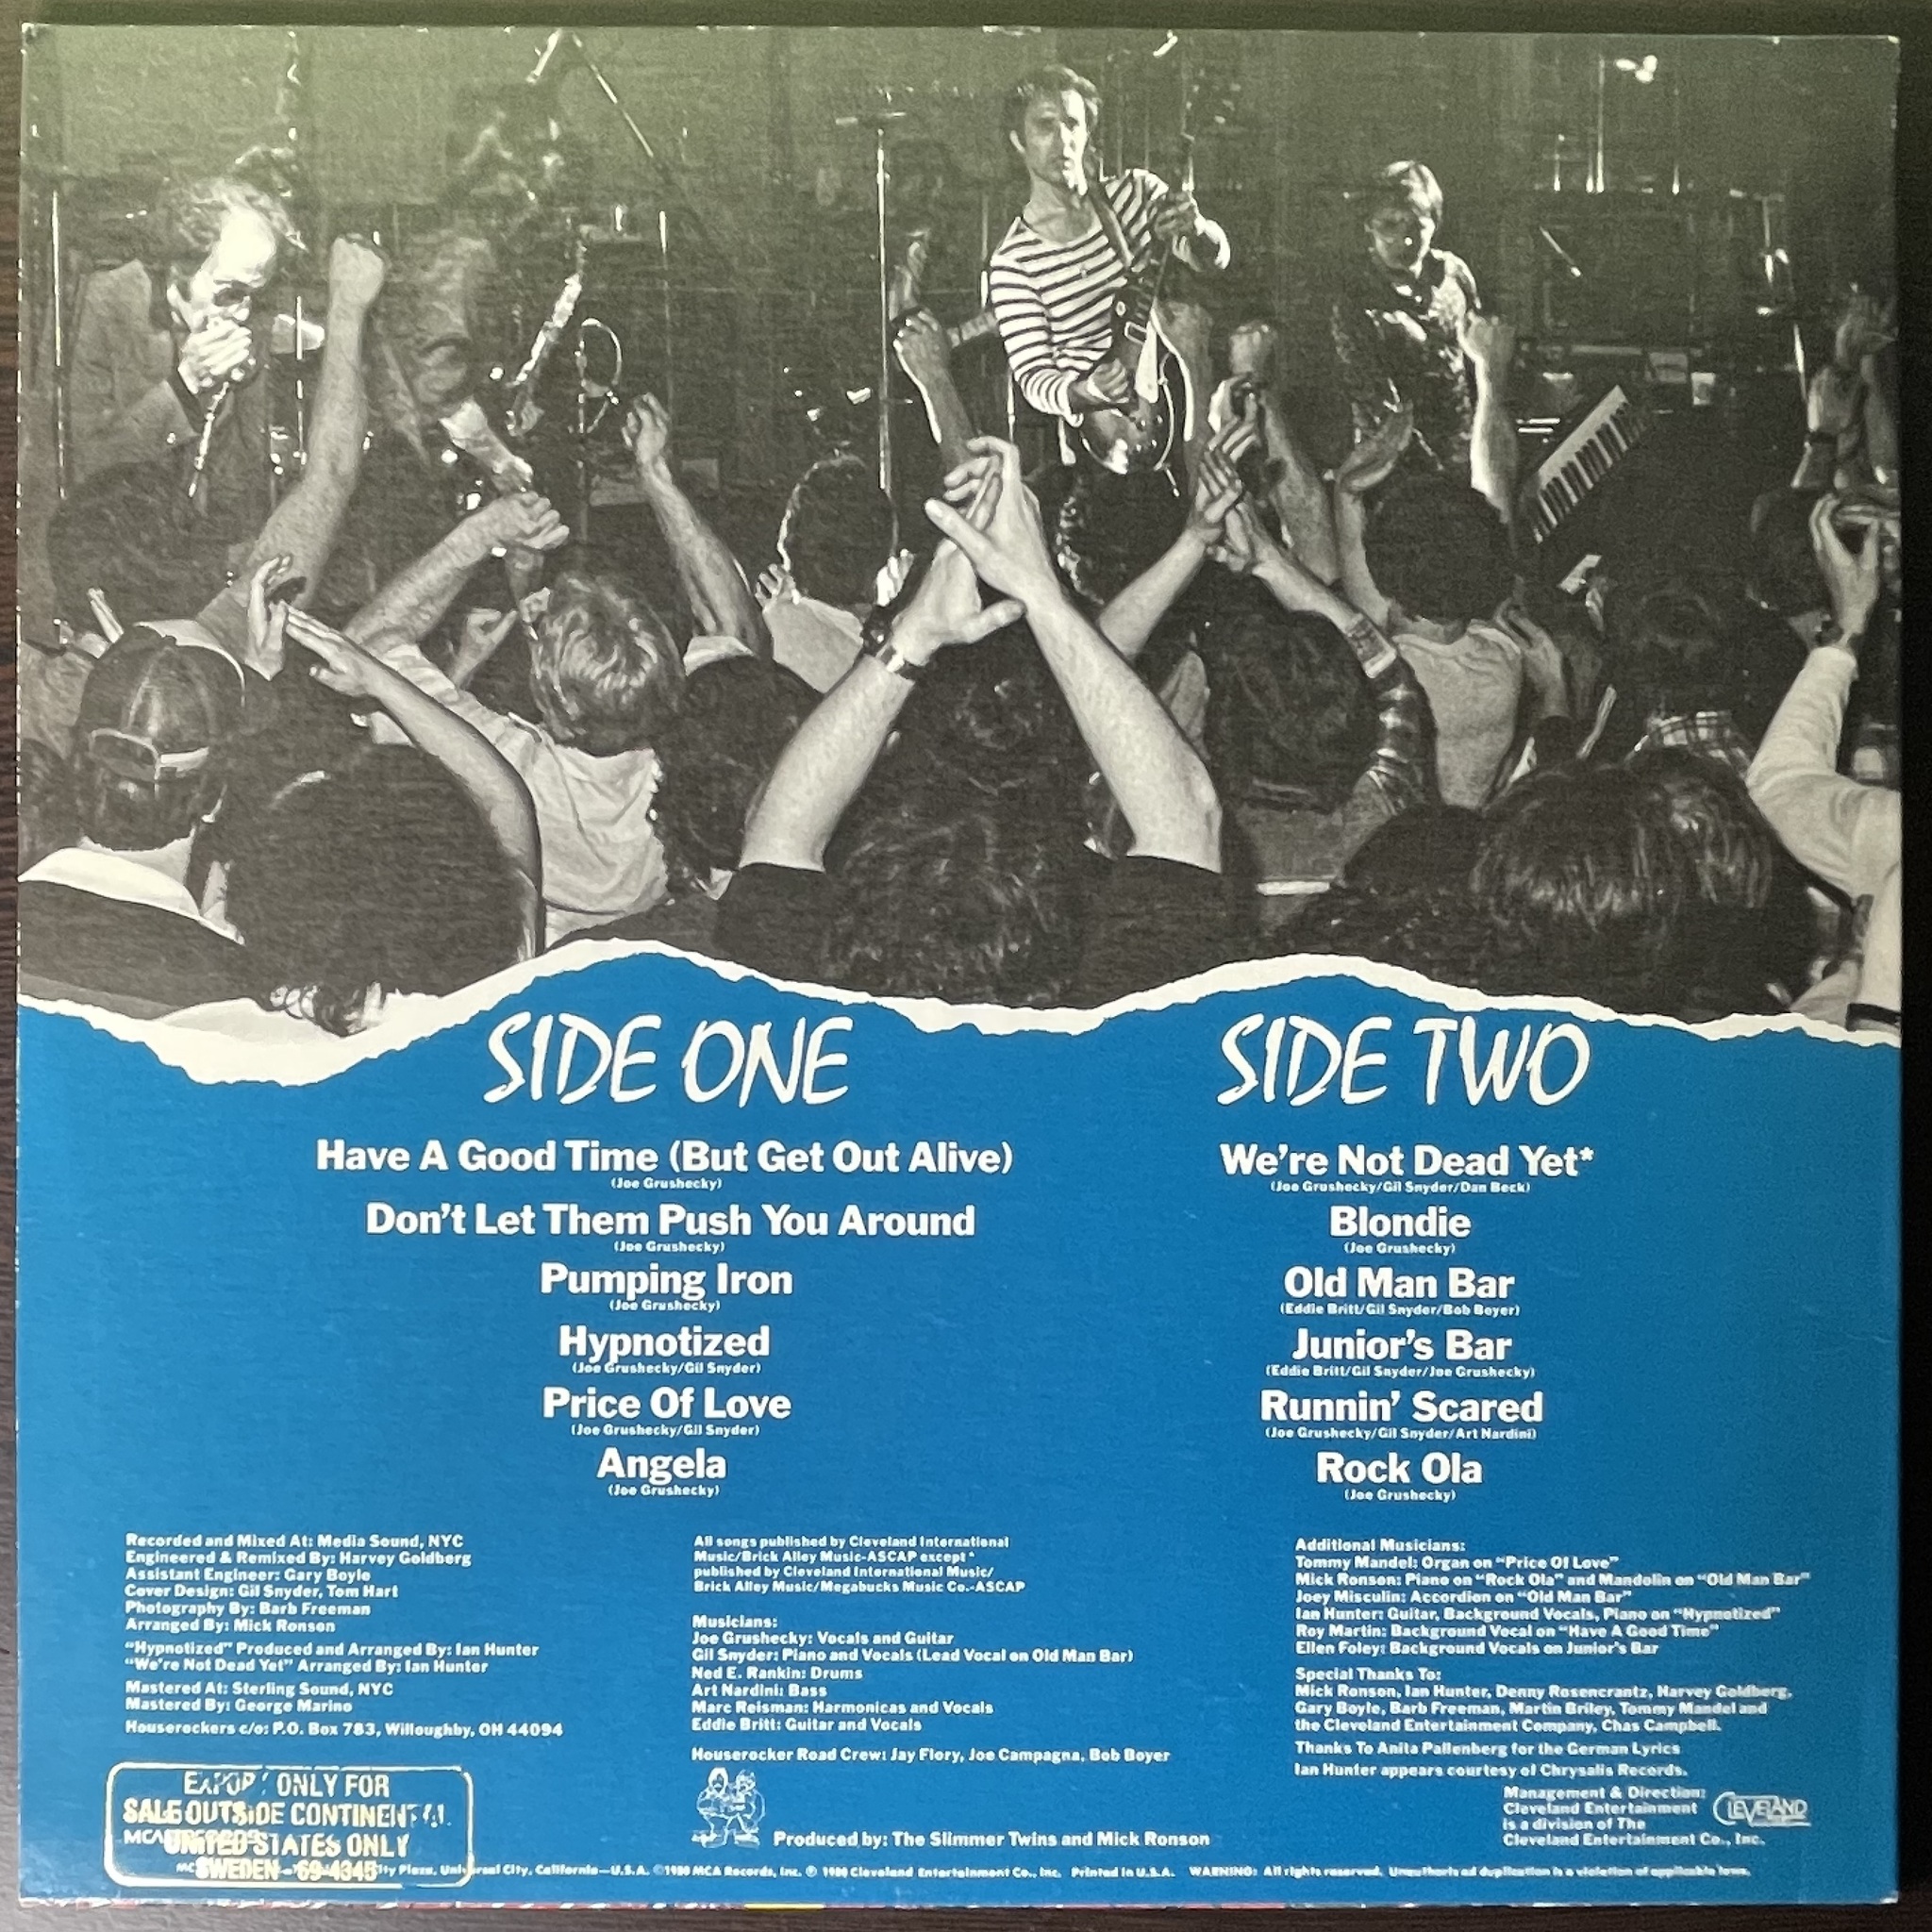 SIDE ONE
Have A Good Time (But Get Out Alive)
(Joe Grushecky)
Don't Let Them Push You Around
(Joe Grushecky)
Pumping Iron
(Joe Grushecky)
Hypnotized
(Joe Grushecky/Gil Snyder)
Price Of Love
(Joe Grushecky/Gil Snyder)
Angela
(Joe Grushecky)
SIDE TWO
We're Not Dead Yet*
(Joe Grushecky/Gil Snyder/Dan Beck)
Blondie
(Joe Grushecky)
Old Man Bar
(Eddie Britt/Gil Snyder/Bob Boyer)
Junior's Bar
(Eddie Britt/Gil Snyder/Joe Grushecky)
Runnin' Scared
(Joe Grushecky/Gil Snyder/Art Nardini)
Rock Ola
(Joe Grushecky)
Recorded and Mixed At: Media Sound, NYC
Engineered & Remixed By: Harvey Goldberg
Assistant Engineer: Gary Boyle
Cover Design: Gil Snyder, Tom Hart
Photography By: Barb Freeman
Arranged By: Mick Ronson
"Hypnotized" Produced and Arranged By: Ian Hunter
"We're Not Dead Yet" Arranged By: Ian Hunter
Mastered At: Sterling Sound, NYC
Mastered By: George Marino
Houserockers c/o: P.O. Box 783, Willoughby, OH 44094
All songs published by Cleveland International
Music/Brick Alley Music-ASCAP except *
published by Cleveland International Music/
Brick Alley Music/Megabucks Music Co.-ASCAP
Musicians:
Joe Grushecky: Vocals and Guitar
Gil Snyder: Piano and Vocals (Lead Vocal on Old Man Bar)
Ned E. Rankin: Drums
Art Nardini: Bass
Marc Reisman: Harmonicas and Vocals
Eddie Britt: Guitar and Vocals
Houserocker Road Crew: Jay Flory, Joe Campagna, Bob Boyer
Produced by: The Slimmer Twins and Mick Ronson
Additional Musicians:
Tommy Mandel: Organ on "Price Of Love"
Mick Ronson: Piano on "Rock Ola" and Mandolin on "Old Man Bar"
Joey Misculin: Accordion on "Old Man Bar"
Ian Hunter: Guitar, Background Vocals, Piano on "Hypnotized"
Roy Martin: Background Vocal on "Have A Good Time"
Ellen Foley: Background Vocals on Junior's Bar
Special Thanks To:
Mick Ronson, Ian Hunter, Denny Rosencrantz, Harvey Goldberg,
Gary Boyle, Barb Freeman, Martin Briley, Tommy Mandel and
the Cleveland Entertainment Company, Chas Campbell.
Thanks To Anita Pallenberg for the German Lyrics
Ian Hunter appears courtesy of Chrysalis Records.
Management & Direction:
Cleveland Entertainment
is a division of The
Cleveland Entertainment Co., Inc.
CLEVELAND
EXPORT ONLY FOR
SALE OUTSIDE CONTINENTAL
UNITED STATES ONLY
SWEDEN 69-4345
MCA
City Plaza, Universal City, California—U.S.A. ©1980 MCA Records, Inc. ℗ 1980 Cleveland Entertainment Co., Inc. Printed in U.S.A. WARNING: All rights reserved. Unauthorized duplication is a violation of applicable laws.